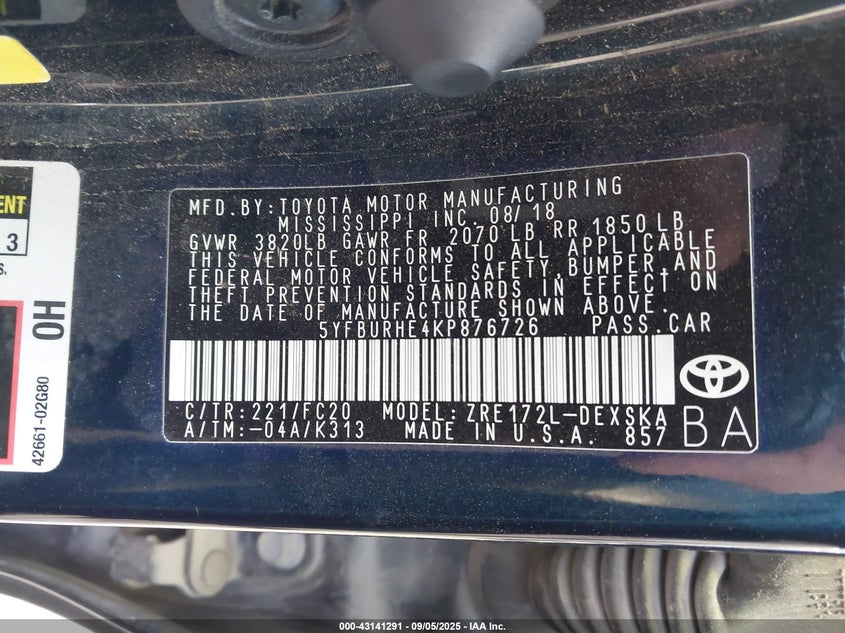 MFD. BY: TOYOTA MOTOR MANUFACTURING
MISSISSIPPI INC. 08/18
GVWR 3820LB GAWR FR 2070LB RR 1850LB
THIS VEHICLE CONFORMS TO ALL APPLICABLE
FEDERAL MOTOR VEHICLE SAFETY, BUMPER, AND
THEFT PREVENTION STANDARDS IN EFFECT ON
THE DATE OF MANUFACTURE SHOWN ABOVE.
5YFBURHE4KP876726 PASS. CAR
C/TR: 221/FC20 MODEL: ZRE172L-DEXSKA
A/TM: -04A/K313 MADE IN U.S.A. 857
BA
3
OH
42661-02G80
000-43141291 - 09/05/2025 - IAA Inc.